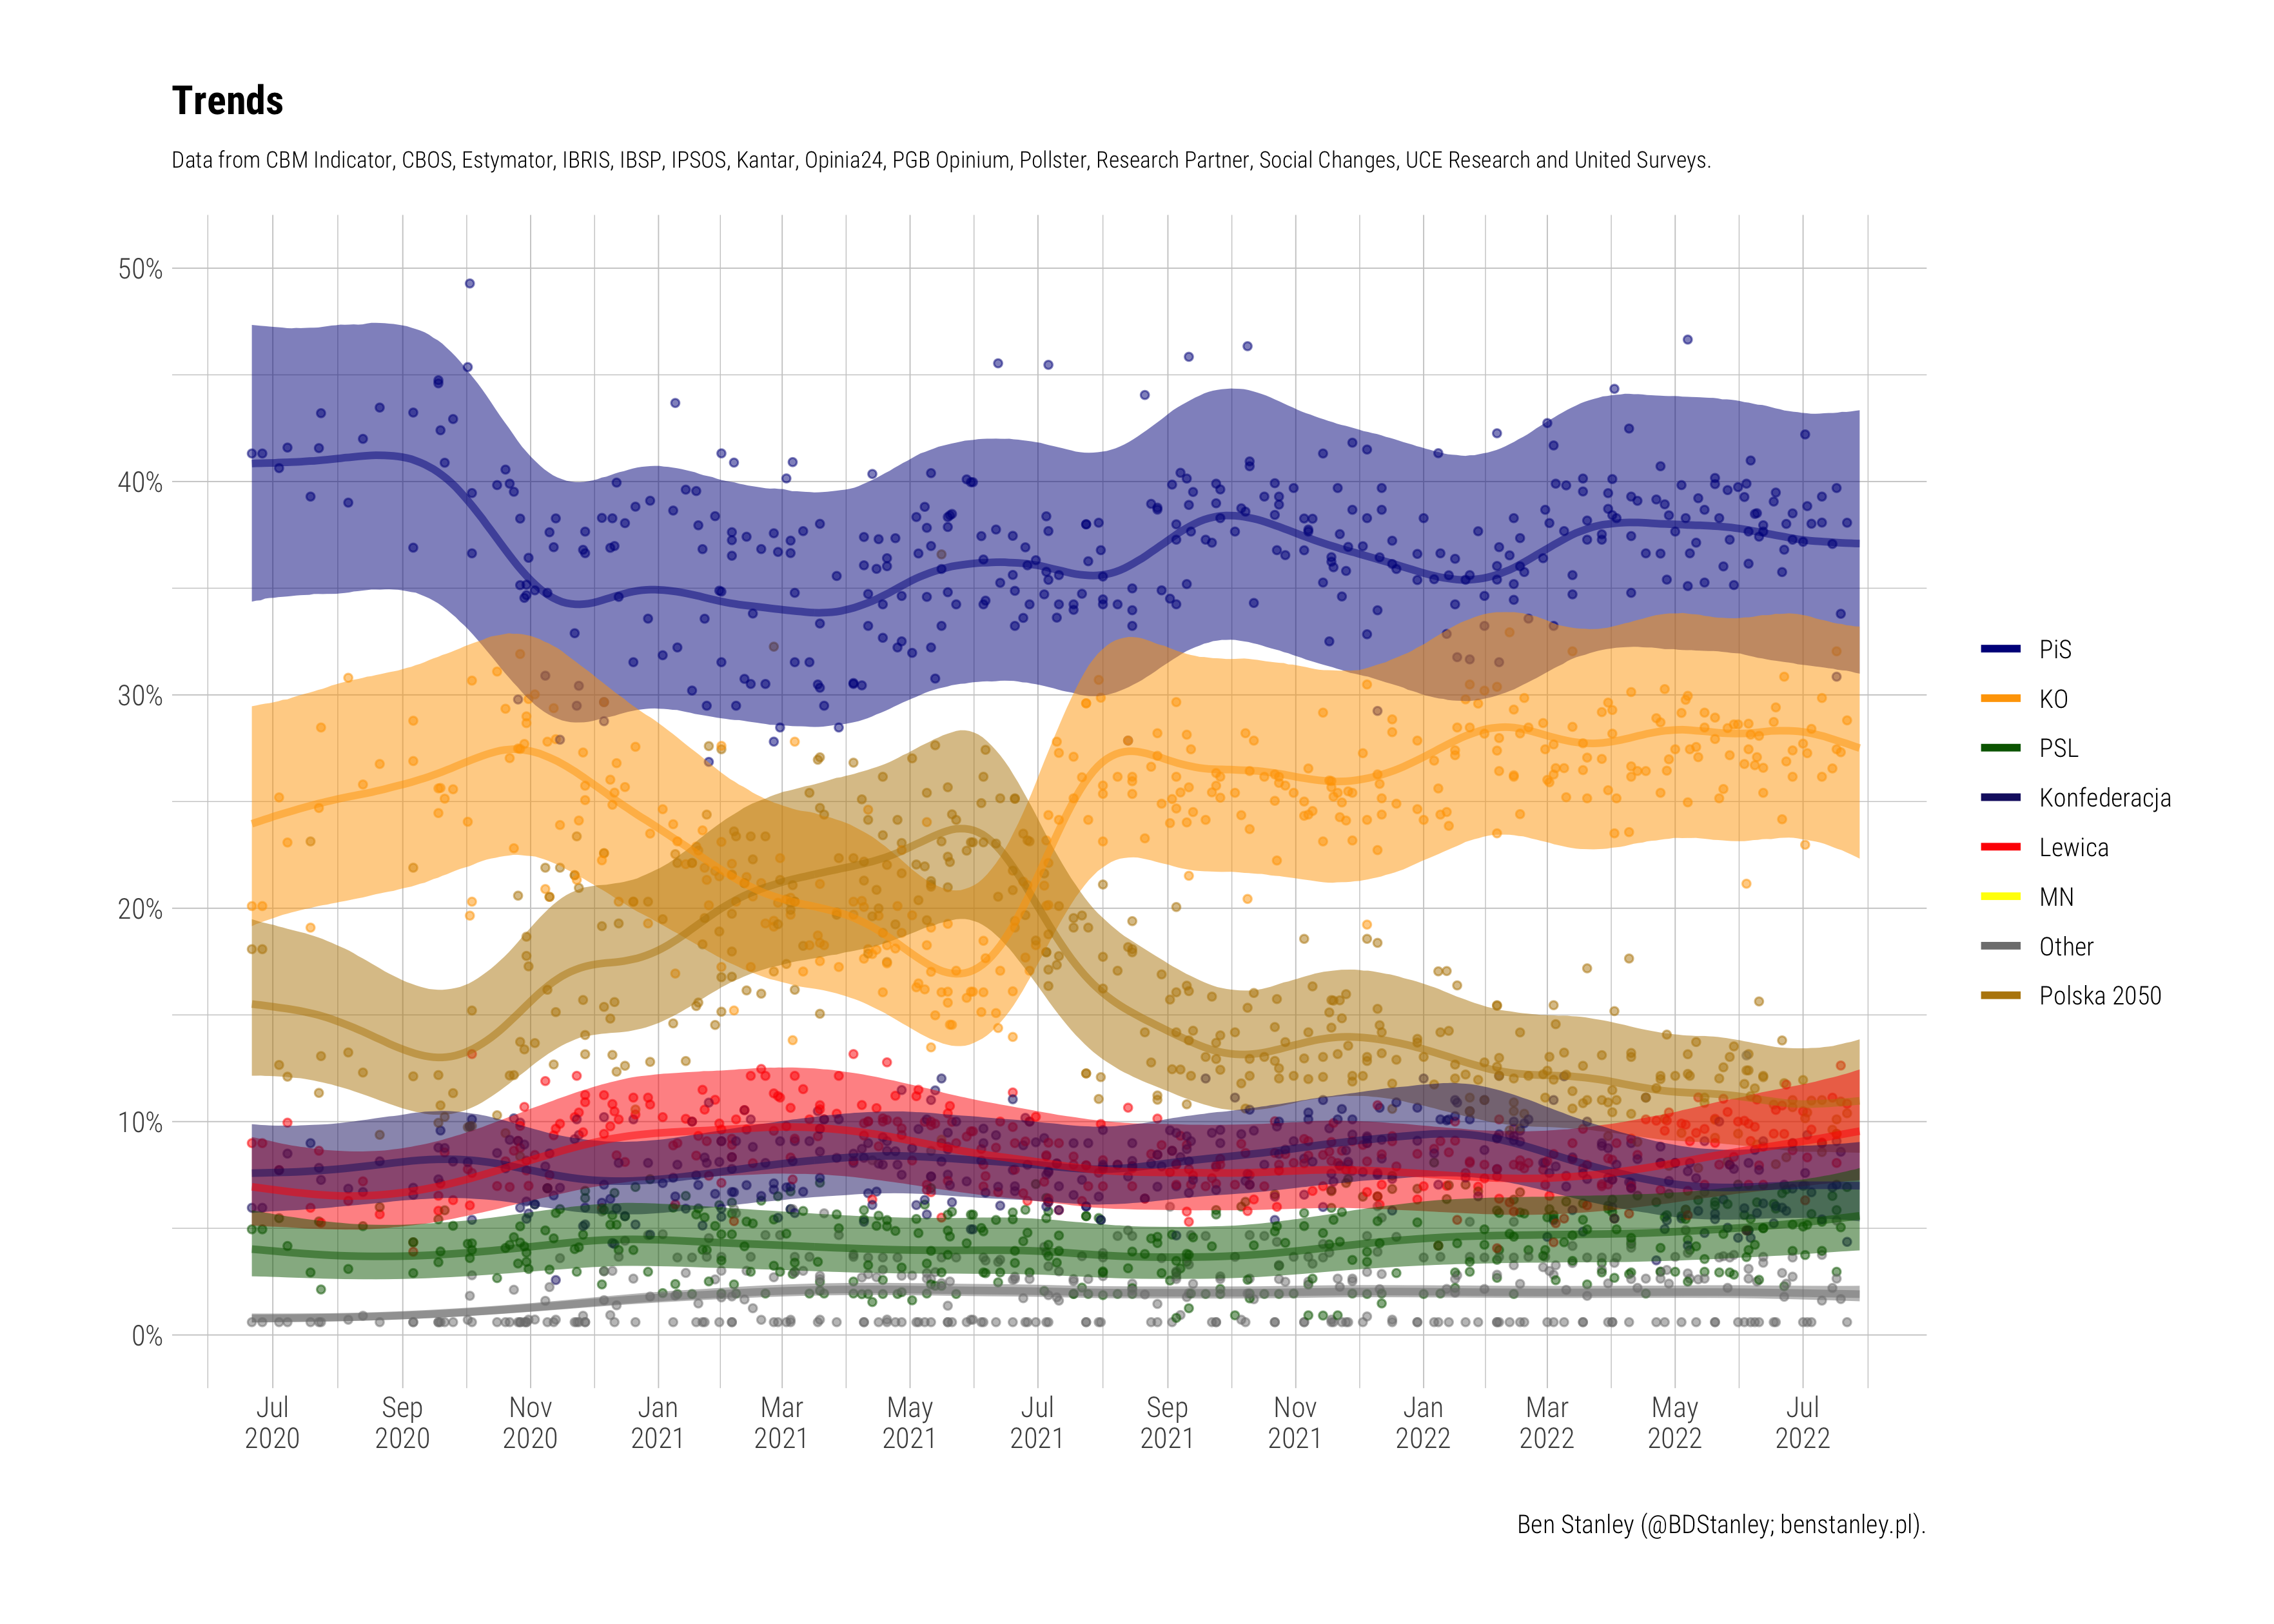 Trends
Data from CBM Indicator, CBOS, Estymator, IBRIS, IBSP, IPSOS, Kantar, Opinia24, PGB Opinium, Pollster, Research Partner, Social Changes, UCE Research and United Surveys.
50%
40%
30%
20%
10%
0%
Jul Sep Nov Jan Mar May Jul Sep Nov Jan Mar May Jul
2020 2020 2020 2021 2021 2021 2021 2021 2021 2022 2022 2022 2022
PiS
KO
PSL
Konfederacja
Lewica
MN
Other
Polska 2050
Ben Stanley (@BDStanley; benstanley.pl).